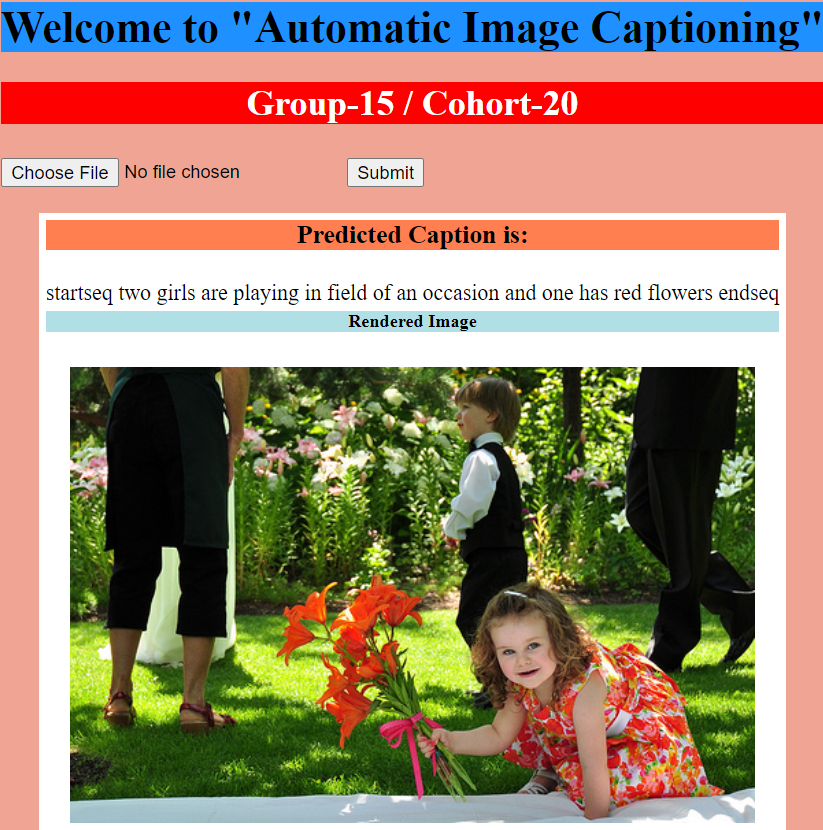 Welcome to "Automatic Image Captioning"
Group-15 / Cohort-20
Choose File No file chosen Submit
Predicted Caption is:
startseq two girls are playing in field of an occasion and one has red flowers endseq
Rendered Image